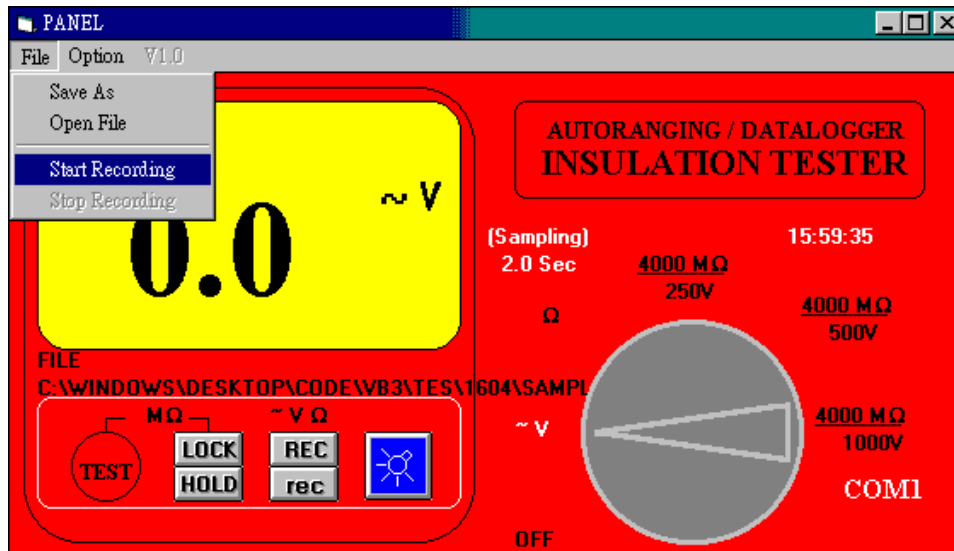 PANEL
File Option V1.0
Save As
Open File
Start Recording
Stop Recording
~ V
0.0
AUTORANGING / DATALOGGER
INSULATION TESTER
(Sampling)
2.0 Sec
15:59:35
4000 MΩ
250V
Ω
4000 MΩ
500V
~ V
4000 MΩ
1000V
OFF
COM1
FILE
C:\WINDOWS\DESKTOP\CODE\VB3\TES\1604\SAMPL
MΩ
~ V Ω
TEST
LOCK
HOLD
REC
rec